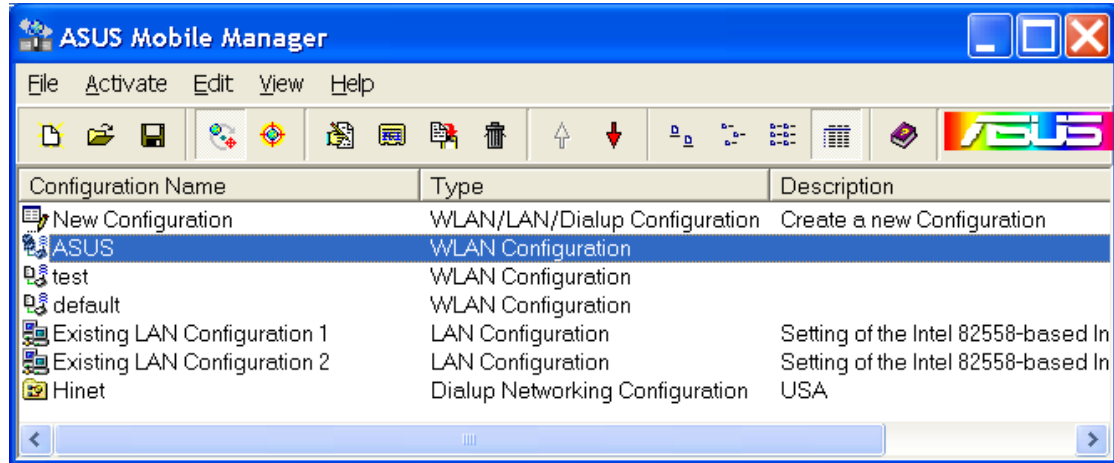 ASUS Mobile Manager
File Activate Edit View Help
ASUS
Configuration Name Type Description
New Configuration WLAN/LAN/Dialup Configuration Create a new Configuration
ASUS WLAN Configuration
test WLAN Configuration
default WLAN Configuration
Existing LAN Configuration 1 LAN Configuration Setting of the Intel 82558-based In
Existing LAN Configuration 2 LAN Configuration Setting of the Intel 82558-based In
Hinet Dialup Networking Configuration USA